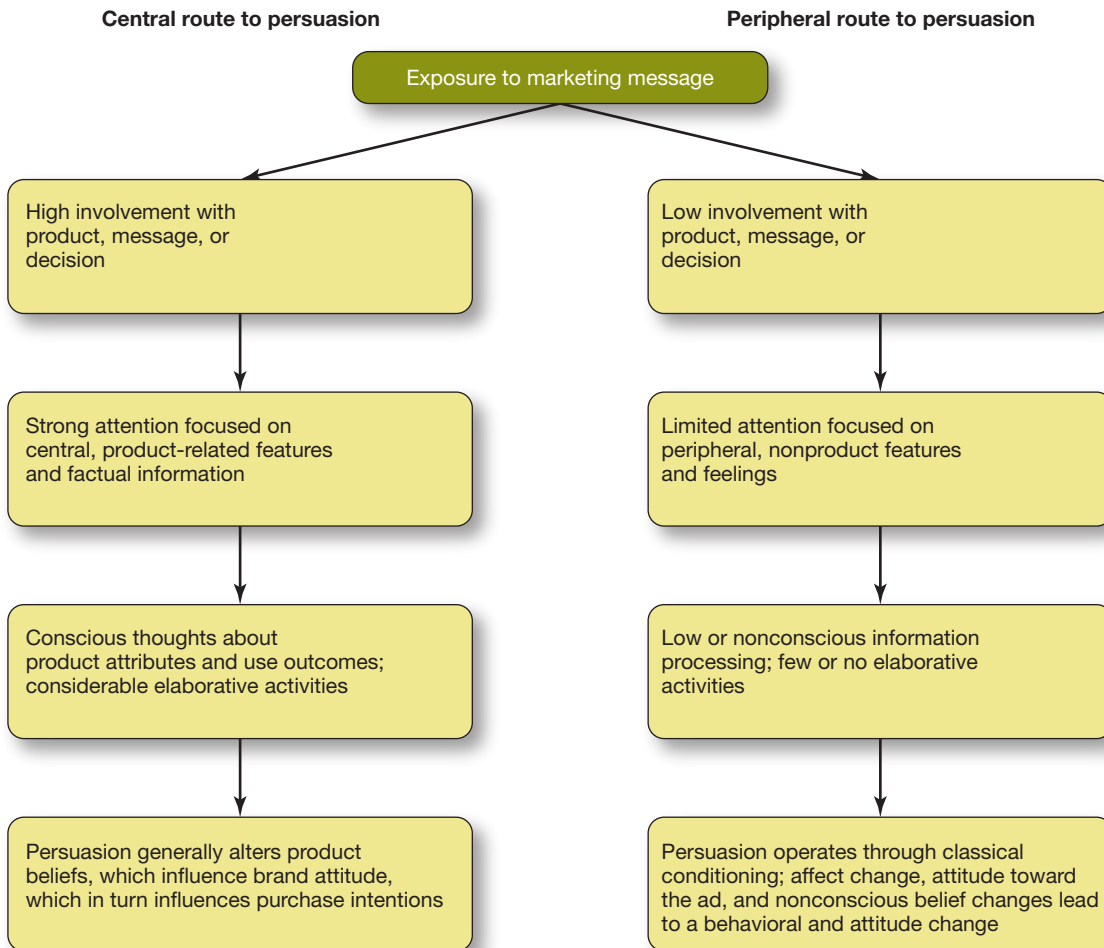 Central route to persuasion
Peripheral route to persuasion
Exposure to marketing message
High involvement with
product, message, or
decision
Low involvement with
product, message, or
decision
Strong attention focused on
central, product-related features
and factual information
Limited attention focused on
peripheral, nonproduct features
and feelings
Conscious thoughts about
product attributes and use outcomes;
considerable elaborative activities
Low or nonconscious information
processing; few or no elaborative
activities
Persuasion generally alters product
beliefs, which influence brand attitude,
which in turn influences purchase intentions
Persuasion operates through classical
conditioning; affect change, attitude toward
the ad, and nonconscious belief changes lead
to a behavioral and attitude change